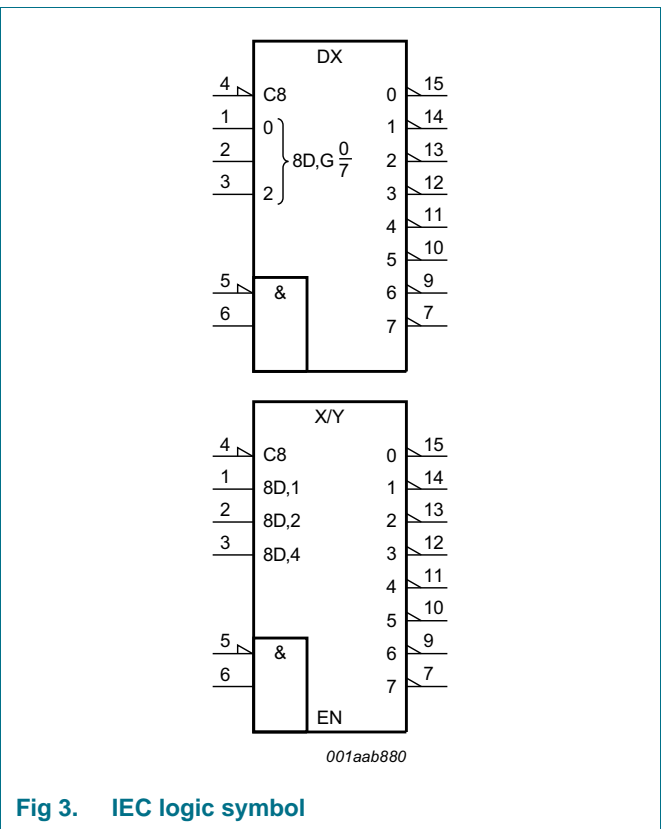 DX
4 C8 0 15
1 0 1 14
2 8D,G 0/7 2 13
3 2 3 12
4 11
5 10
5 & 6 9
6 7 7
X/Y
4 C8 0 15
1 8D,1 1 14
2 8D,2 2 13
3 8D,4 3 12
4 11
5 10
5 & 6 9
6 7 7
EN
001aab880
Fig 3. IEC logic symbol